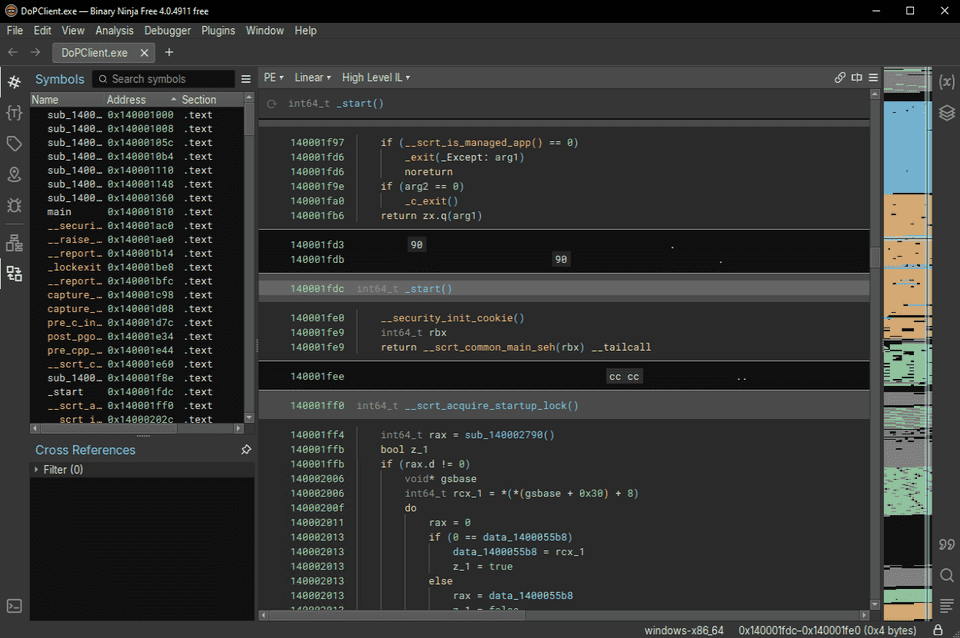 DoPClient.exe — Binary Ninja Free 4.0.4911 free
File Edit View Analysis Debugger Plugins Window Help
DoPClient.exe
Symbols Search symbols
Name Address Section
sub_1400… 0x140001000 .text
sub_1400… 0x140001008 .text
sub_1400… 0x14000105c .text
sub_1400… 0x1400010b4 .text
sub_1400… 0x140001110 .text
sub_1400… 0x140001148 .text
sub_1400… 0x140001360 .text
main 0x140001810 .text
__securi… 0x140001ac0 .text
__raise_… 0x140001ae0 .text
__report… 0x140001b14 .text
_lockexit 0x140001be8 .text
__report… 0x140001bfc .text
capture_… 0x140001c98 .text
capture_… 0x140001d08 .text
pre_c_in… 0x140001d7c .text
post_pgo… 0x140001e34 .text
pre_cpp_… 0x140001e44 .text
__scrt_c… 0x140001e60 .text
sub_1400… 0x140001f8e .text
_start 0x140001fdc .text
__scrt_a… 0x140001ff0 .text
__scrt_i… 0x14000202c .text
Cross References
Filter (0)
PE Linear High Level IL
int64_t _start()
140001f97 if (__scrt_is_managed_app() == 0)
140001fd6 _exit(_Except: arg1)
140001fd6 noreturn
140001f9e if (arg2 == 0)
140001fa0 _c_exit()
140001fb6 return zx.q(arg1)
140001fd3 90 .
140001fdb 90 .
140001fdc int64_t _start()
140001fe0 __security_init_cookie()
140001fe9 int64_t rbx
140001fe9 return __scrt_common_main_seh(rbx) __tailcall
140001fee cc cc ..
140001ff0 int64_t __scrt_acquire_startup_lock()
140001ff4 int64_t rax = sub_140002790()
140001ffb bool z_1
140001ffb if (rax.d != 0)
140002006 void* gsbase
140002006 int64_t rcx_1 = *(*(gsbase + 0x30) + 8)
14000200f do
140002011 rax = 0
140002013 if (0 == data_1400055b8)
140002013 data_1400055b8 = rcx_1
140002013 z_1 = true
140002013 else
140002013 rax = data_1400055b8
140002013 z_1 = false
windows-x86_64 0x140001fdc-0x140001fe0 (0x4 bytes)